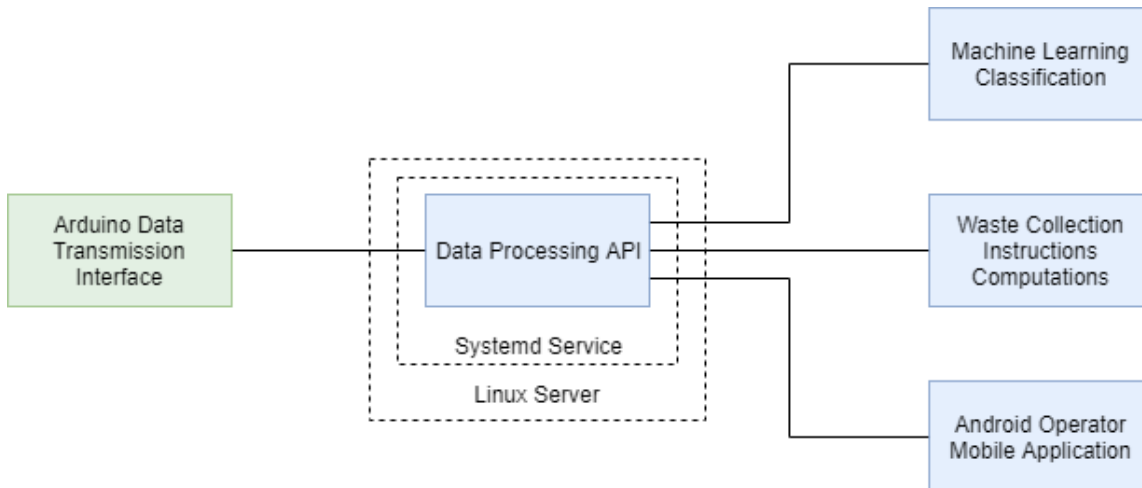 Machine Learning
Classification
Arduino Data
Transmission
Interface
Data Processing API
Systemd Service
Linux Server
Waste Collection
Instructions
Computations
Android Operator
Mobile Application